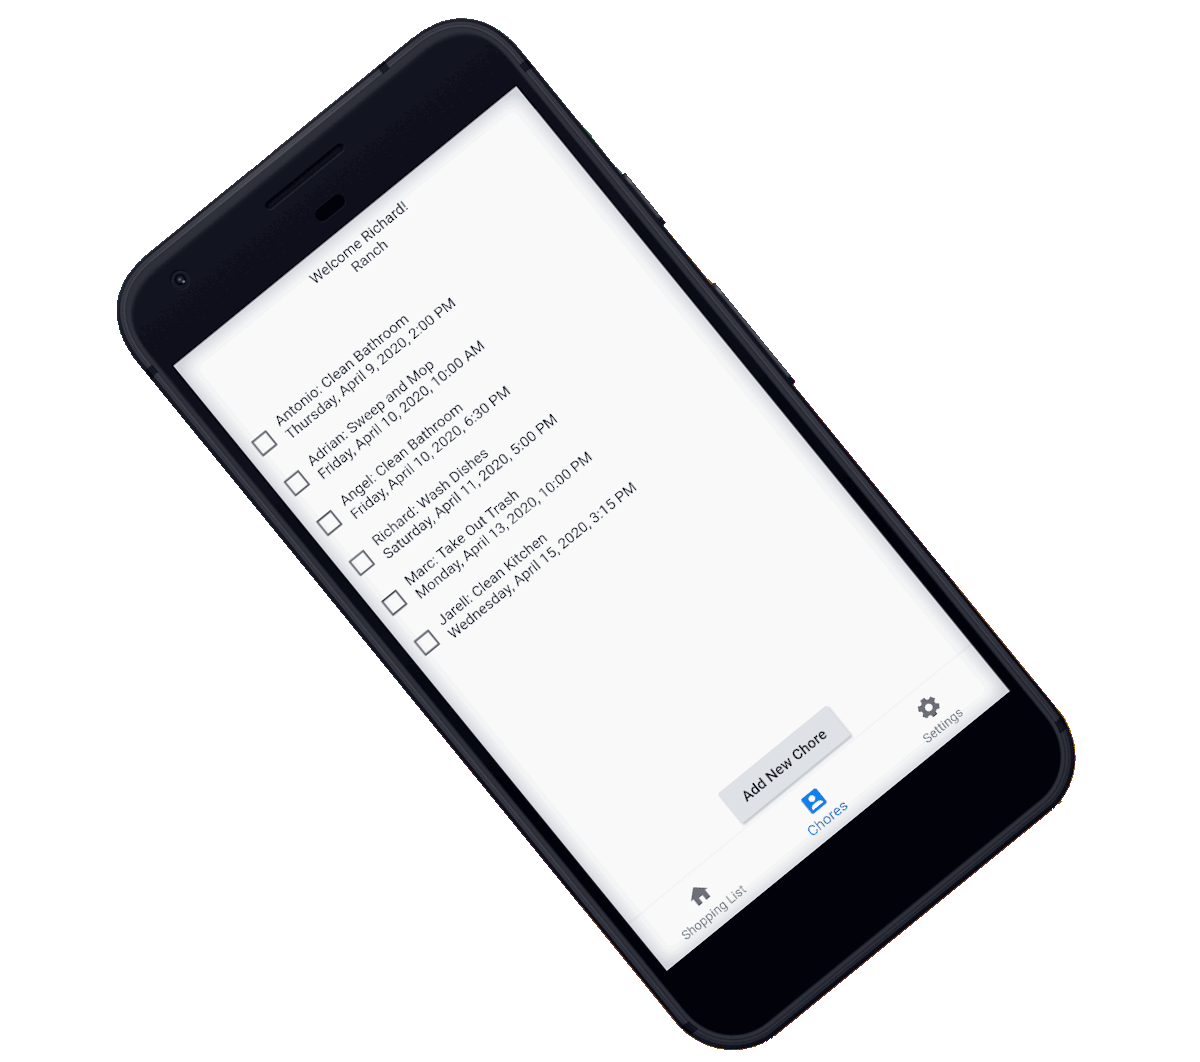 Welcome Richard!
Ranch
Antonio: Clean Bathroom
Thursday, April 9, 2020, 2:00 PM
Adrian: Sweep and Mop
Friday, April 10, 2020, 10:00 AM
Angel: Clean Bathroom
Friday, April 10, 2020, 6:30 PM
Richard: Wash Dishes
Saturday, April 11, 2020, 5:00 PM
Marc: Take Out Trash
Monday, April 13, 2020, 10:00 PM
Jarell: Clean Kitchen
Wednesday, April 15, 2020, 3:15 PM
Add New Chore
Shopping List
Chores
Settings